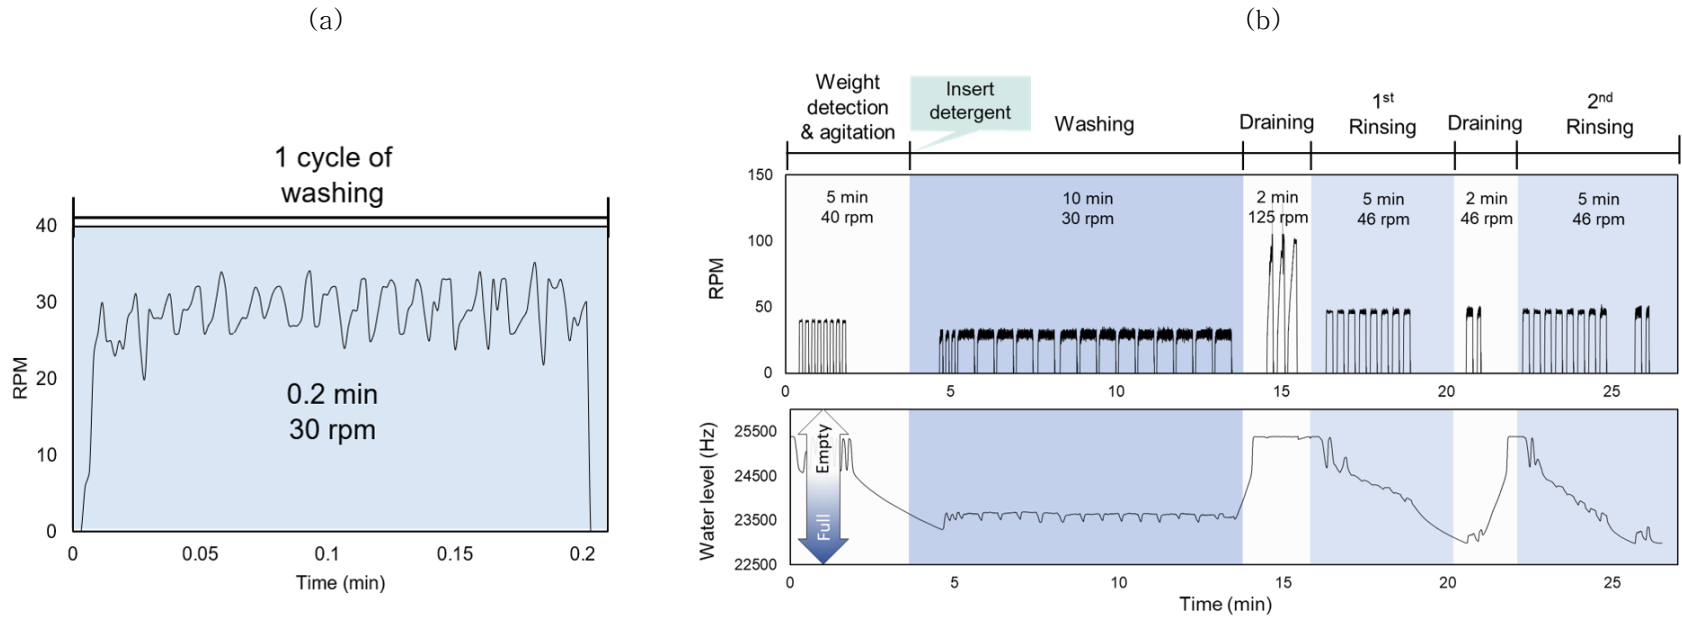 (a)
1 cycle of
washing
40
30
20
10
0
RPM
0.2 min
30 rpm
0 0.05 0.1 0.15 0.2
Time (min)
(b)
Weight
detection
& agitation
Insert
detergent
Washing
Draining
1st
Rinsing
Draining
2nd
Rinsing
150
100
50
0
RPM
5 min
40 rpm
10 min
30 rpm
2 min
125 rpm
5 min
46 rpm
2 min
46 rpm
5 min
46 rpm
0 5 10 15 20 25
25500
24500
23500
22500
Water level (Hz)
Empty
Full
0 5 10 15 20 25
Time (min)